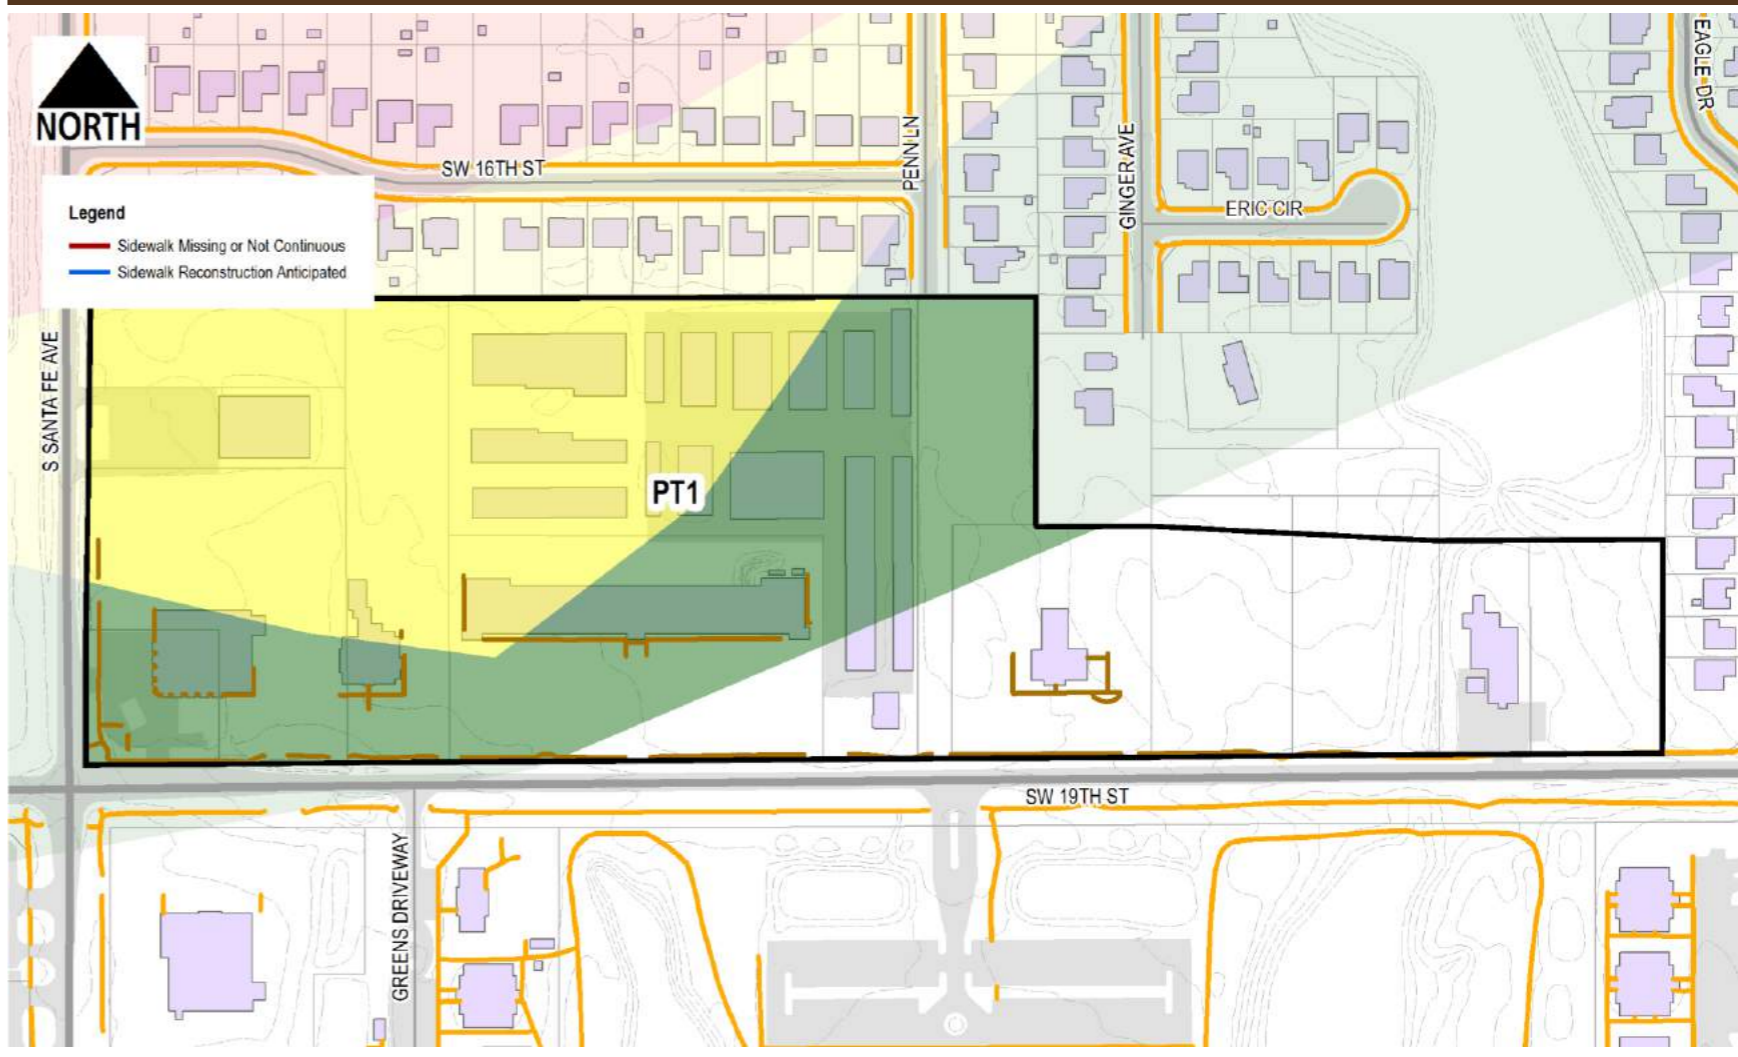 NORTH
EAGLE DR
SW 16TH ST
PENN LN
GINGER AVE
ERIC CIR
Legend
Sidewalk Missing or Not Continuous
Sidewalk Reconstruction Anticipated
S SANTA FE AVE
PT1
SW 19TH ST
GREENS DRIVEWAY